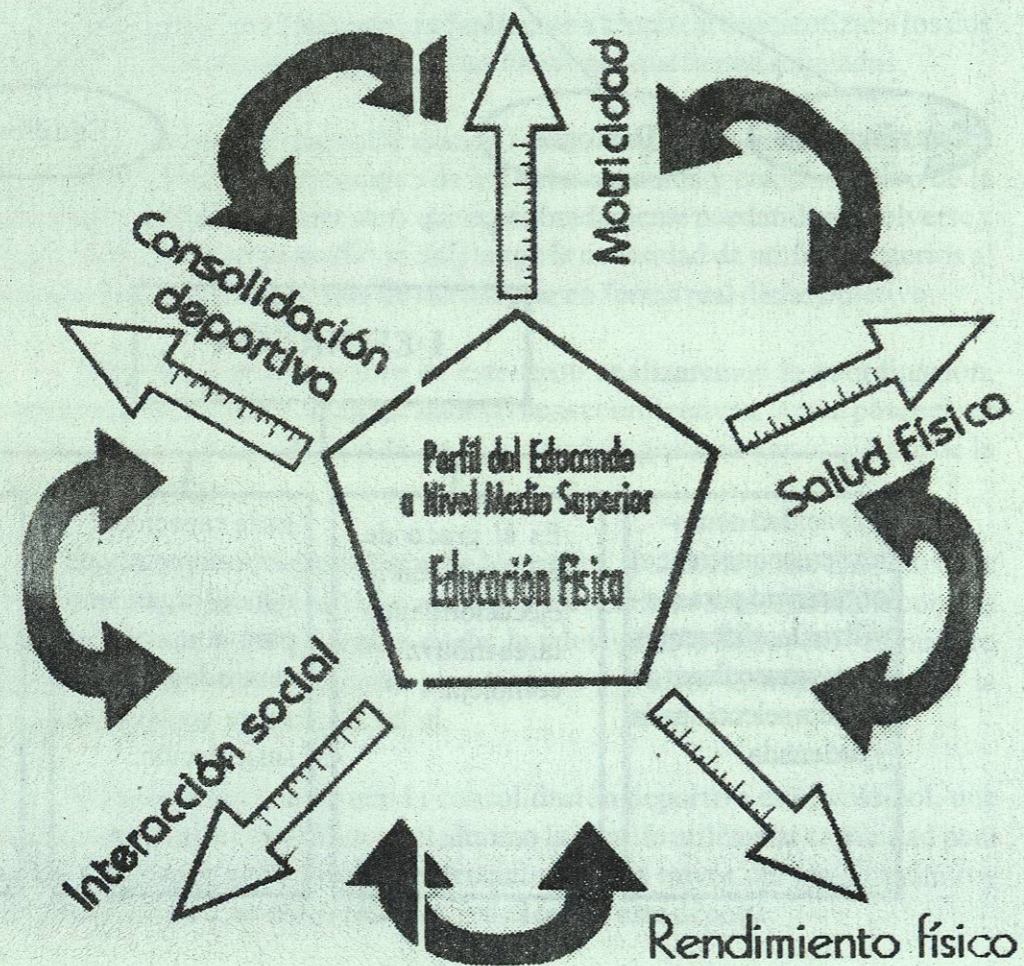 Motricidad
Consolidación
deportiva
Salud Física
Perfil del Educando
a Nivel Medio Superior
Educación Física
Interacción social
Rendimiento físico